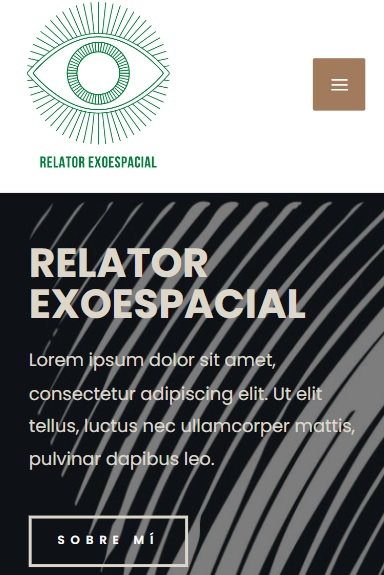 RELATOR EXOESPACIAL
RELATOR
EXOESPACIAL
Lorem ipsum dolor sit amet,
consectetur adipiscing elit. Ut elit
tellus, luctus nec ullamcorper mattis,
pulvinar dapibus leo.
SOBRE MÍ